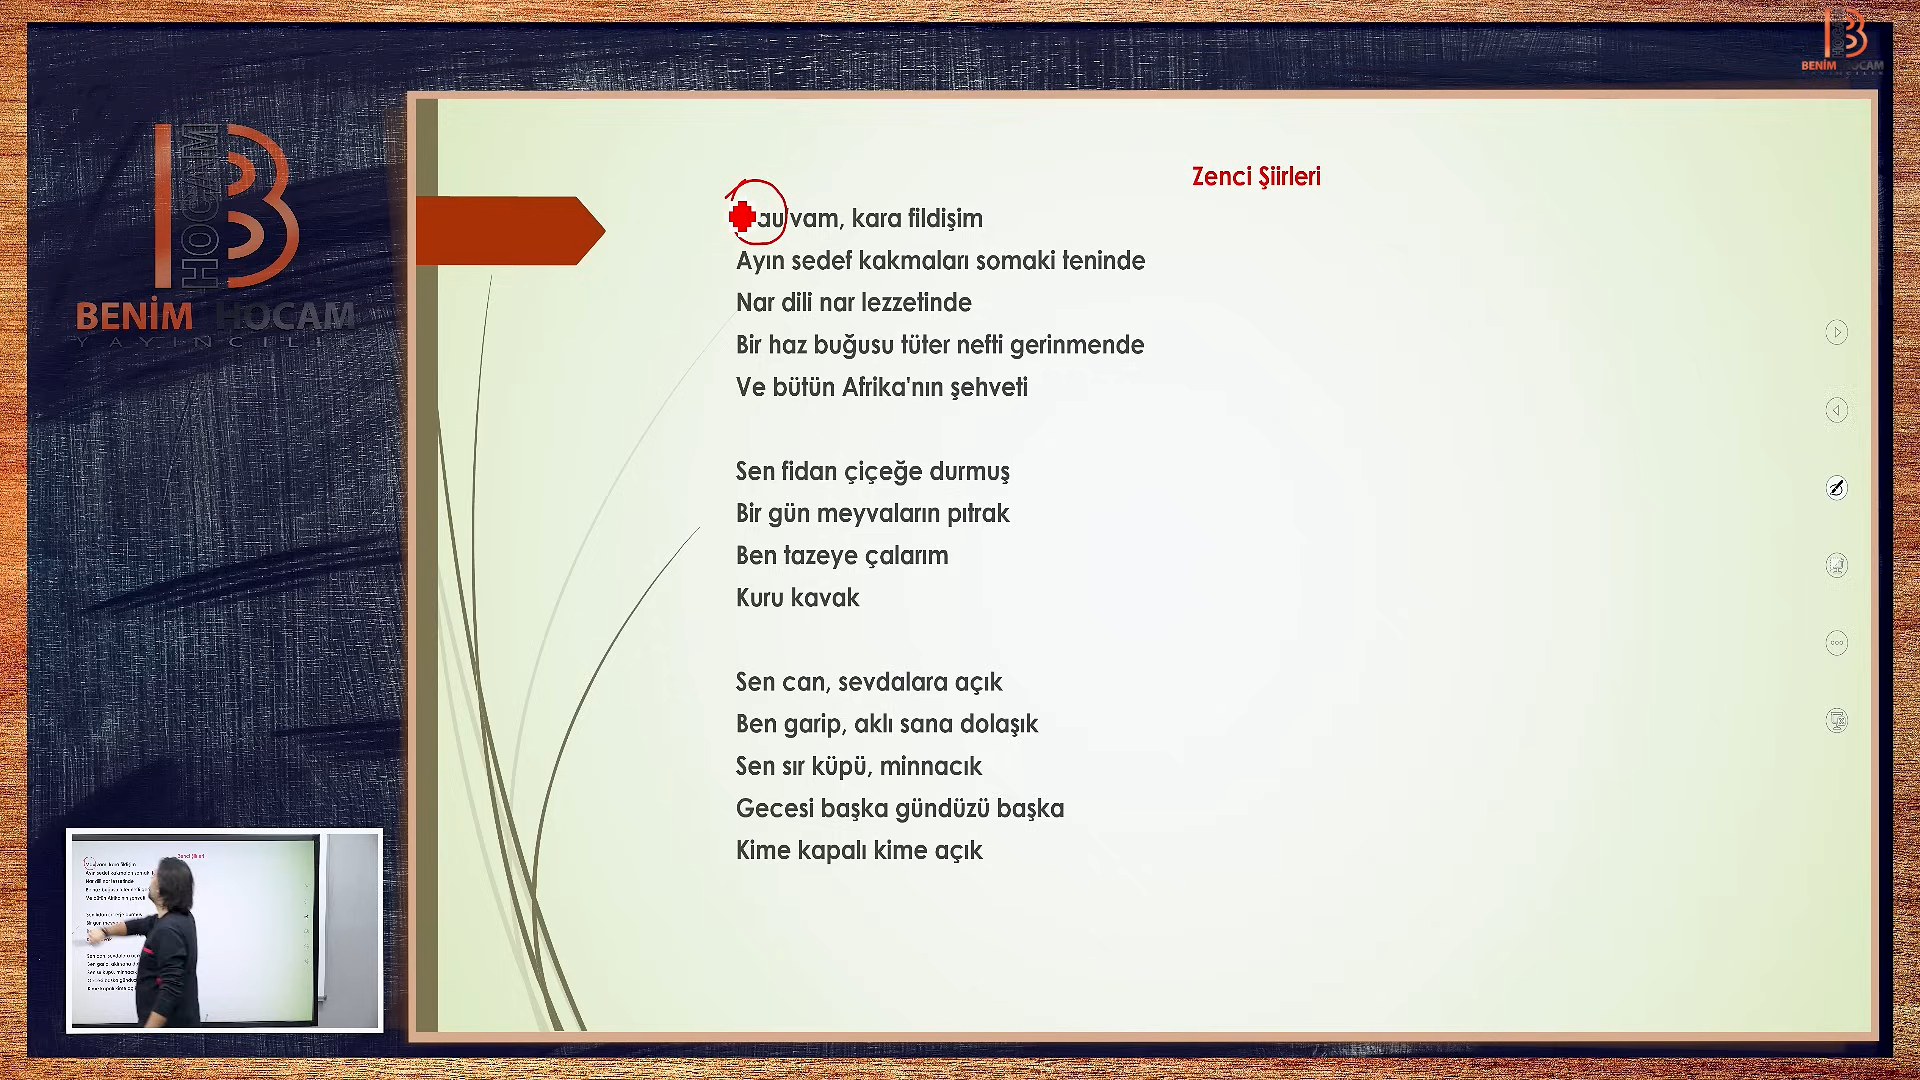 BENİM HOCAM
YAYINCILIK
HOCAM
BENİM HOCAM
YAYINCILIK
Zenci Şiirleri
kara fildişim
Ayın sedef kakmaları somaki teninde
Nar dili nar lezzetinde
Bir haz buğusu tüter nefti gerinmende
Ve bütün Afrika'nın şehveti
Sen fidan çiçeğe durmuş
Bir gün meyvaların pıtrak
Ben tazeye çalarım
Kuru kavak
Sen can, sevdalara açık
Ben garip, aklı sana dolaşık
Sen sır küpü, minnacık
Gecesi başka gündüzü başka
Kime kapalı kime açık